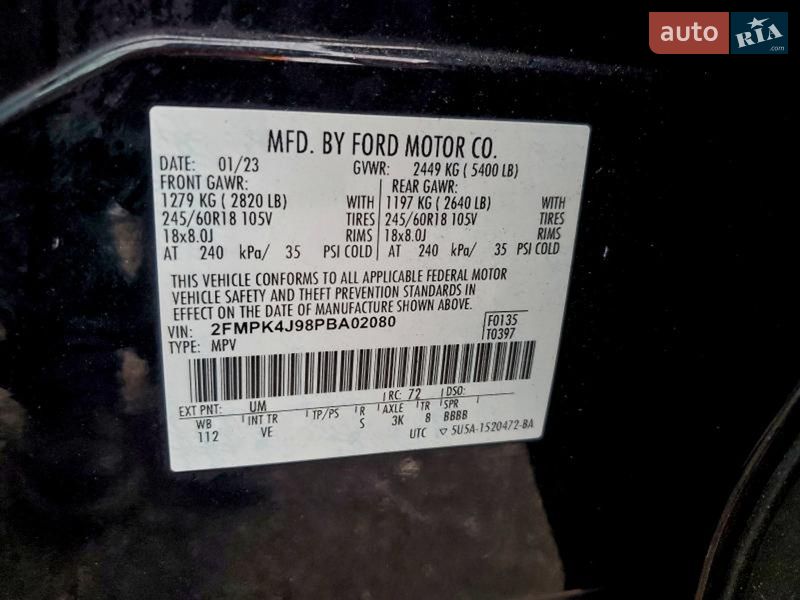 auto RIA
MFD. BY FORD MOTOR CO.
DATE: 01/23 GVWR: 2449 KG ( 5400 LB)
FRONT GAWR: REAR GAWR:
1279 KG ( 2820 LB) WITH 1197 KG ( 2640 LB) WITH
245/60R18 105V TIRES 245/60R18 105V TIRES
18x8.0J RIMS 18x8.0J RIMS
AT 240 kPa/ 35 PSI COLD AT 240 kPa/ 35 PSI COLD
THIS VEHICLE CONFORMS TO ALL APPLICABLE FEDERAL MOTOR
VEHICLE SAFETY AND THEFT PREVENTION STANDARDS IN
EFFECT ON THE DATE OF MANUFACTURE SHOWN ABOVE.
VIN: 2FMPK4J98PBA02080 F0135
TYPE: MPV T0397
EXT PNT: UM RC: 72 DSO:
WB INT TR TP/PS R AXLE TR SPR
112 VE S 3K 8 BBBB
UTC ▽ 5U5A-1520472-BA